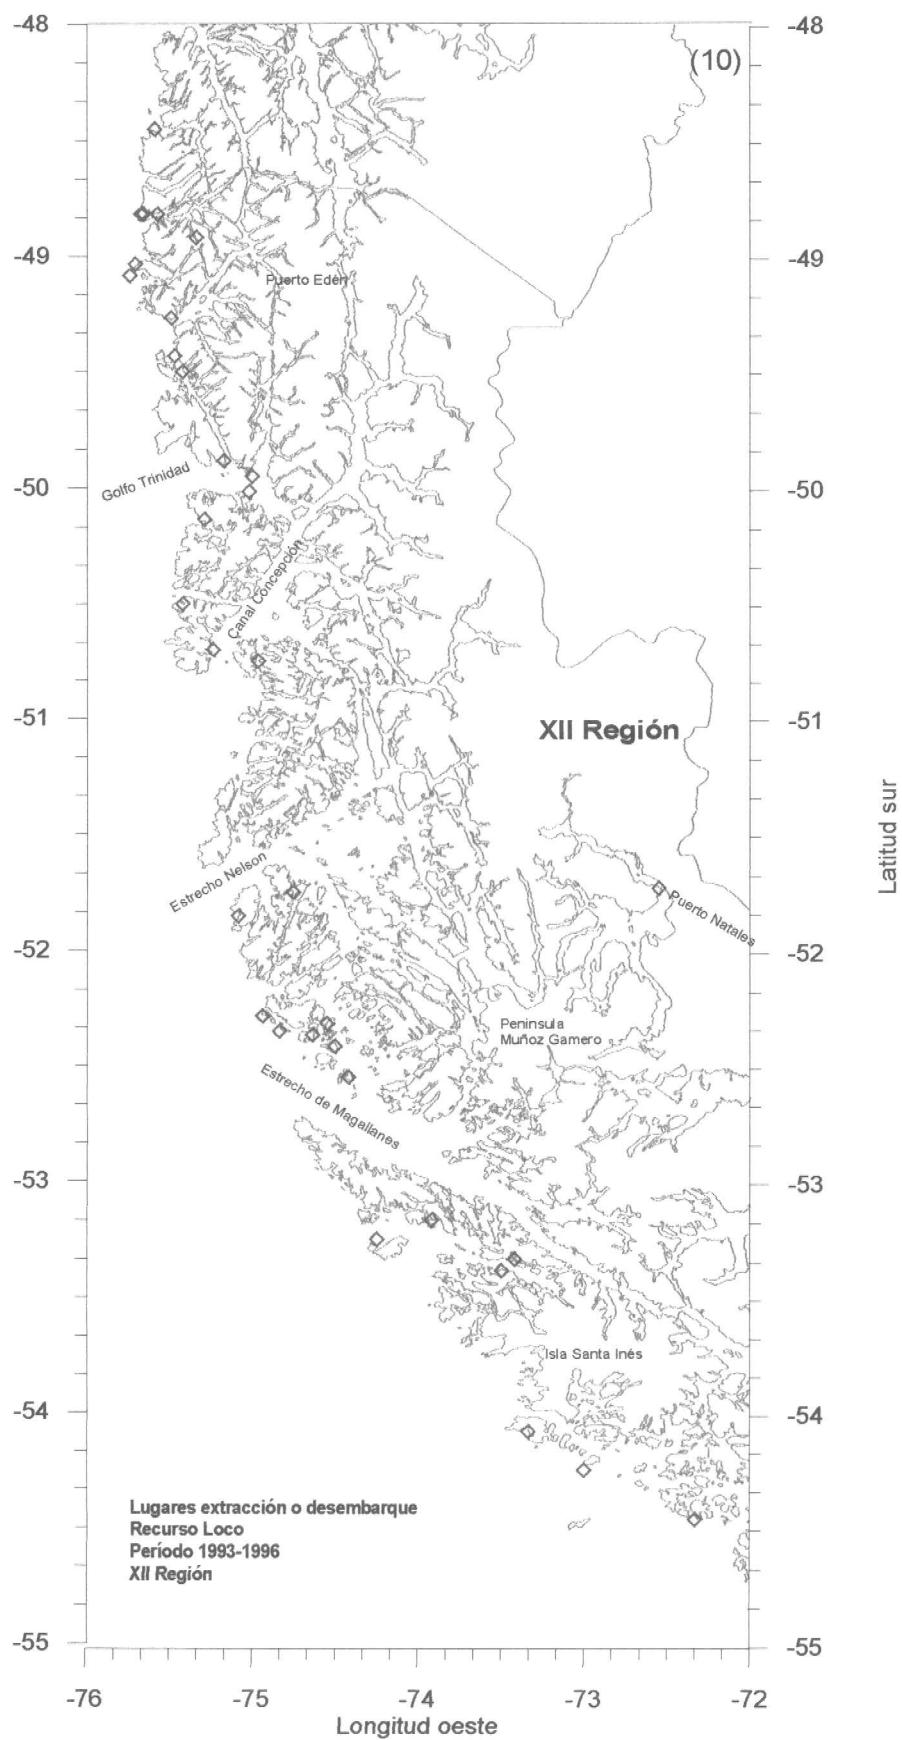 -48
-48
(10)
-49
-49
Puerto Edén
Golfo Trinidad
-50
-50
Canal Concepción
-51
-51
XII Región
Latitud sur
Estrecho Nelson
Puerto Natales
-52
-52
Peninsula
Muñoz Gamero
Estrecho de Magallanes
-53
-53
Isla Santa Inés
-54
-54
Lugares extracción o desembarque
Recurso Loco
Período 1993-1996
XII Región
-55
-55
-76
-75
-74
-73
-72
Longitud oeste